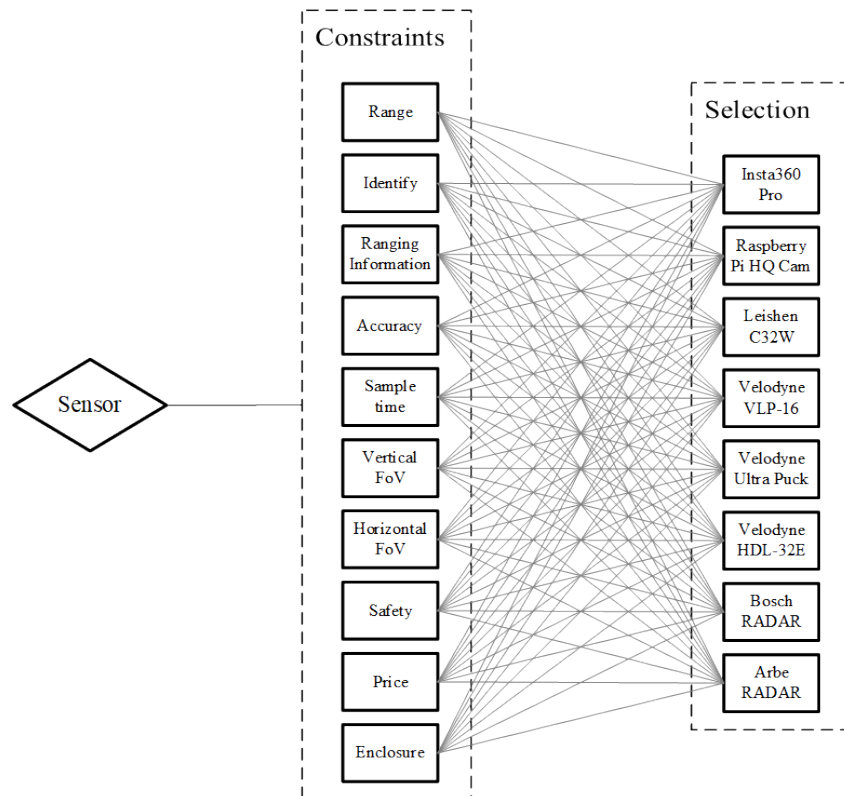 Constraints
Range
Identify
Ranging
Information
Accuracy
Sample
time
Vertical
FoV
Horizontal
FoV
Safety
Price
Enclosure
Sensor
Selection
Insta360
Pro
Raspberry
Pi HQ Cam
Leishen
C32W
Velodyne
VLP-16
Velodyne
Ultra Puck
Velodyne
HDL-32E
Bosch
RADAR
Arbe
RADAR